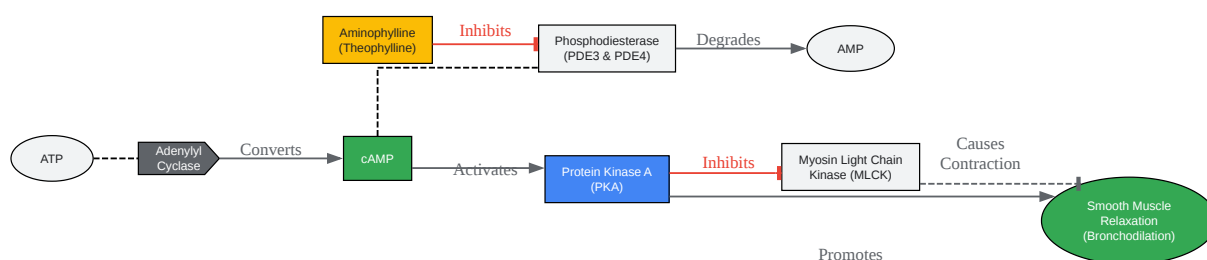 Aminophylline
(Theophylline)
Inhibits
Phosphodiesterase
(PDE3 & PDE4)
Degrades
AMP
ATP
Adenylyl
Cyclase
Converts
cAMP
Activates
Protein Kinase A
(PKA)
Inhibits
Myosin Light Chain
Kinase (MLCK)
Causes
Contraction
Smooth Muscle
Relaxation
(Bronchodilation)
Promotes